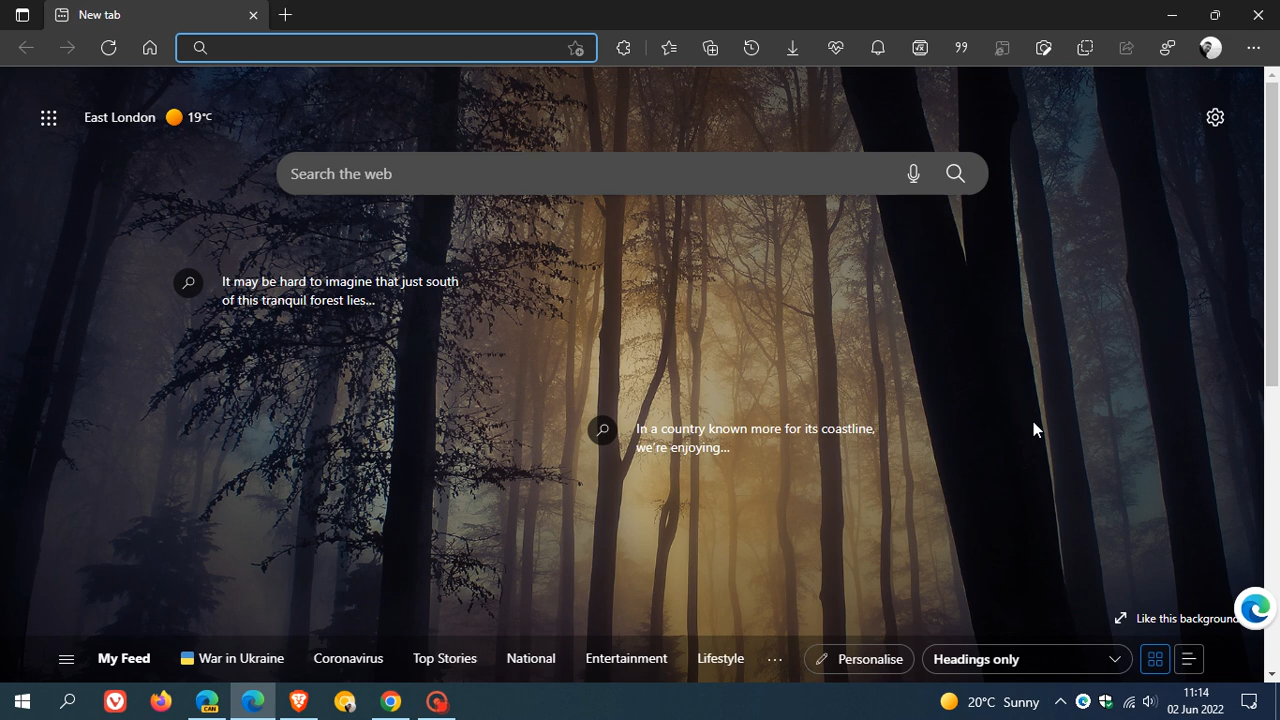 New tab
East London 19°C
Search the web
It may be hard to imagine that just south
of this tranquil forest lies...
In a country known more for its coastline,
we're enjoying...
Like this background
My Feed War in Ukraine Coronavirus Top Stories National Entertainment Lifestyle ... Personalise Headings only
CAN
20°C Sunny
11:14
02 Jun 2022